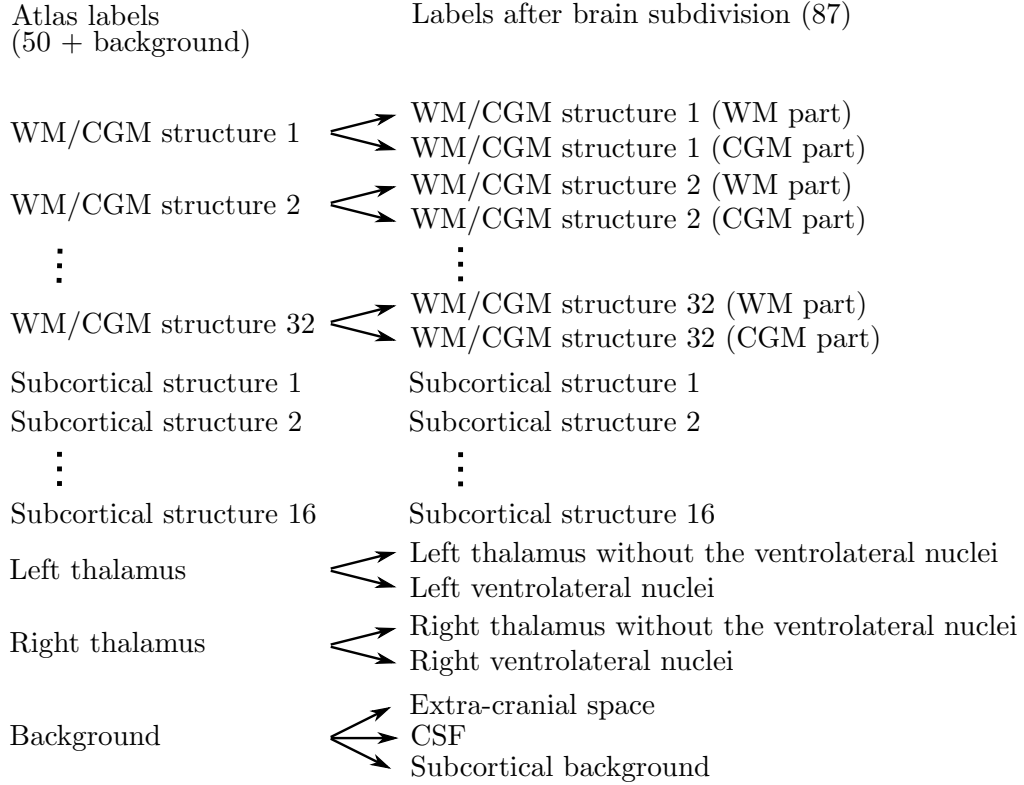 Atlas labels
(50 + background)
Labels after brain subdivision (87)
WM/CGM structure 1
WM/CGM structure 1 (WM part)
WM/CGM structure 1 (CGM part)
WM/CGM structure 2
WM/CGM structure 2 (WM part)
WM/CGM structure 2 (CGM part)
WM/CGM structure 32
WM/CGM structure 32 (WM part)
WM/CGM structure 32 (CGM part)
Subcortical structure 1
Subcortical structure 1
Subcortical structure 2
Subcortical structure 2
Subcortical structure 16
Subcortical structure 16
Left thalamus
Left thalamus without the ventrolateral nuclei
Left ventrolateral nuclei
Right thalamus
Right thalamus without the ventrolateral nuclei
Right ventrolateral nuclei
Background
Extra-cranial space
CSF
Subcortical background